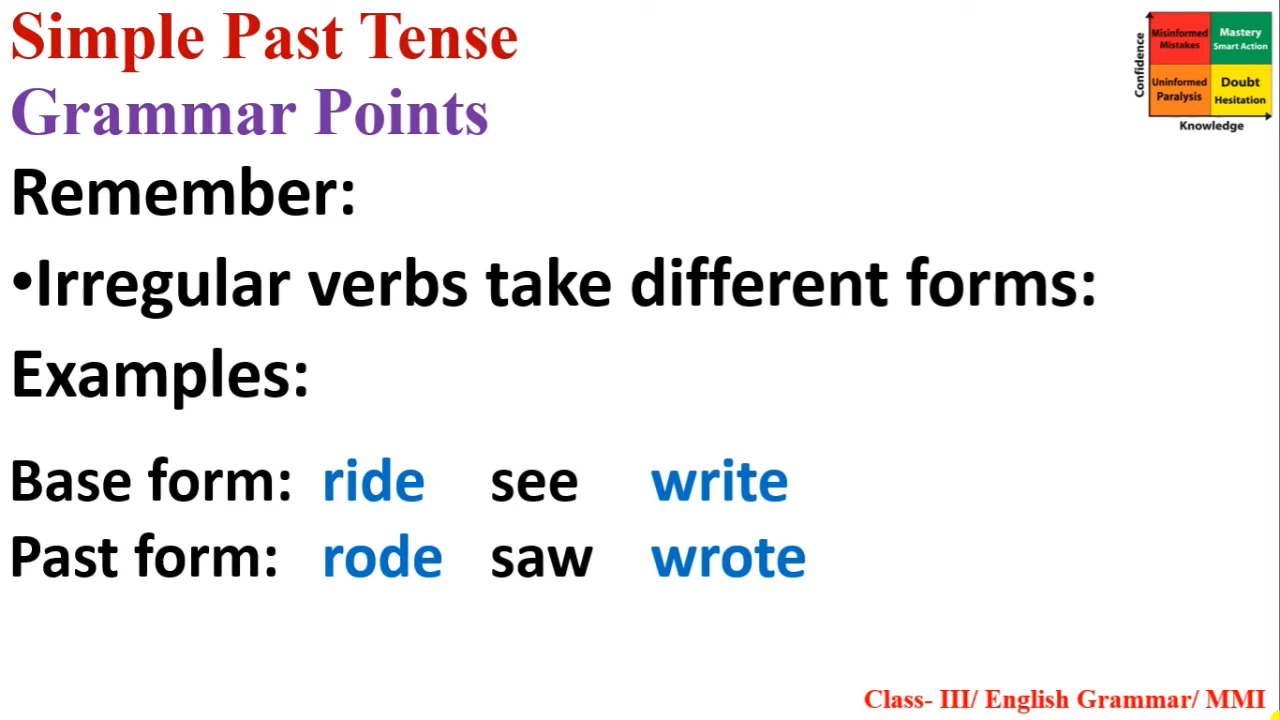 Simple Past Tense
Grammar Points
Remember:
•Irregular verbs take different forms:
Examples:
Base form: ride see write
Past form: rode saw wrote
Confidence
Misinformed
Mistakes
Mastery
Smart Action
Uninformed
Paralysis
Doubt
Hesitation
Knowledge
Class- III/ English Grammar/ MMI